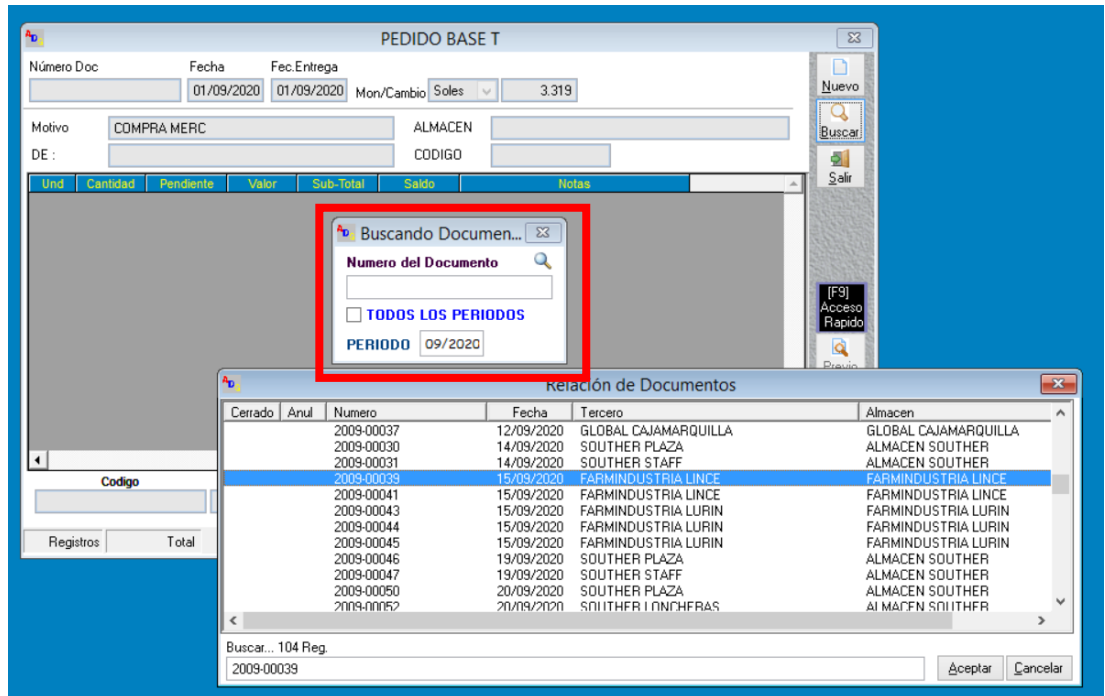 PEDIDO BASE T
Número Doc Fecha Fec.Entrega
01/09/2020 01/09/2020 Mon/Cambio Soles 3.319
Motivo COMPRA MERC ALMACEN
DE : CODIGO
Und Cantidad Pendiente Valor Sub-Total Saldo Notas
Nuevo
Buscar
Salir
[F9]
Acceso
Rapido
Previo
Buscando Documen...
Numero del Documento
TODOS LOS PERIODOS
PERIODO 09/2020
Codigo
Registros Total
Relación de Documentos
Cerrado Anul Numero Fecha Tercero Almacen
2009-00037 12/09/2020 GLOBAL CAJAMARQUILLA GLOBAL CAJAMARQUILLA
2009-00030 14/09/2020 SOUTHER PLAZA ALMACEN SOUTHER
2009-00031 14/09/2020 SOUTHER STAFF ALMACEN SOUTHER
2009-00039 15/09/2020 FARMINDUSTRIA LINCE FARMINDUSTRIA LINCE
2009-00041 15/09/2020 FARMINDUSTRIA LINCE FARMINDUSTRIA LINCE
2009-00043 15/09/2020 FARMINDUSTRIA LURIN FARMINDUSTRIA LURIN
2009-00044 15/09/2020 FARMINDUSTRIA LURIN FARMINDUSTRIA LURIN
2009-00045 15/09/2020 FARMINDUSTRIA LURIN FARMINDUSTRIA LURIN
2009-00046 19/09/2020 SOUTHER PLAZA ALMACEN SOUTHER
2009-00047 19/09/2020 SOUTHER STAFF ALMACEN SOUTHER
2009-00050 20/09/2020 SOUTHER PLAZA ALMACEN SOUTHER
2009-00052 20/09/2020 SOUTHER LONCHERAS ALMACEN SOUTHER
Buscar... 104 Reg.
2009-00039 Aceptar Cancelar